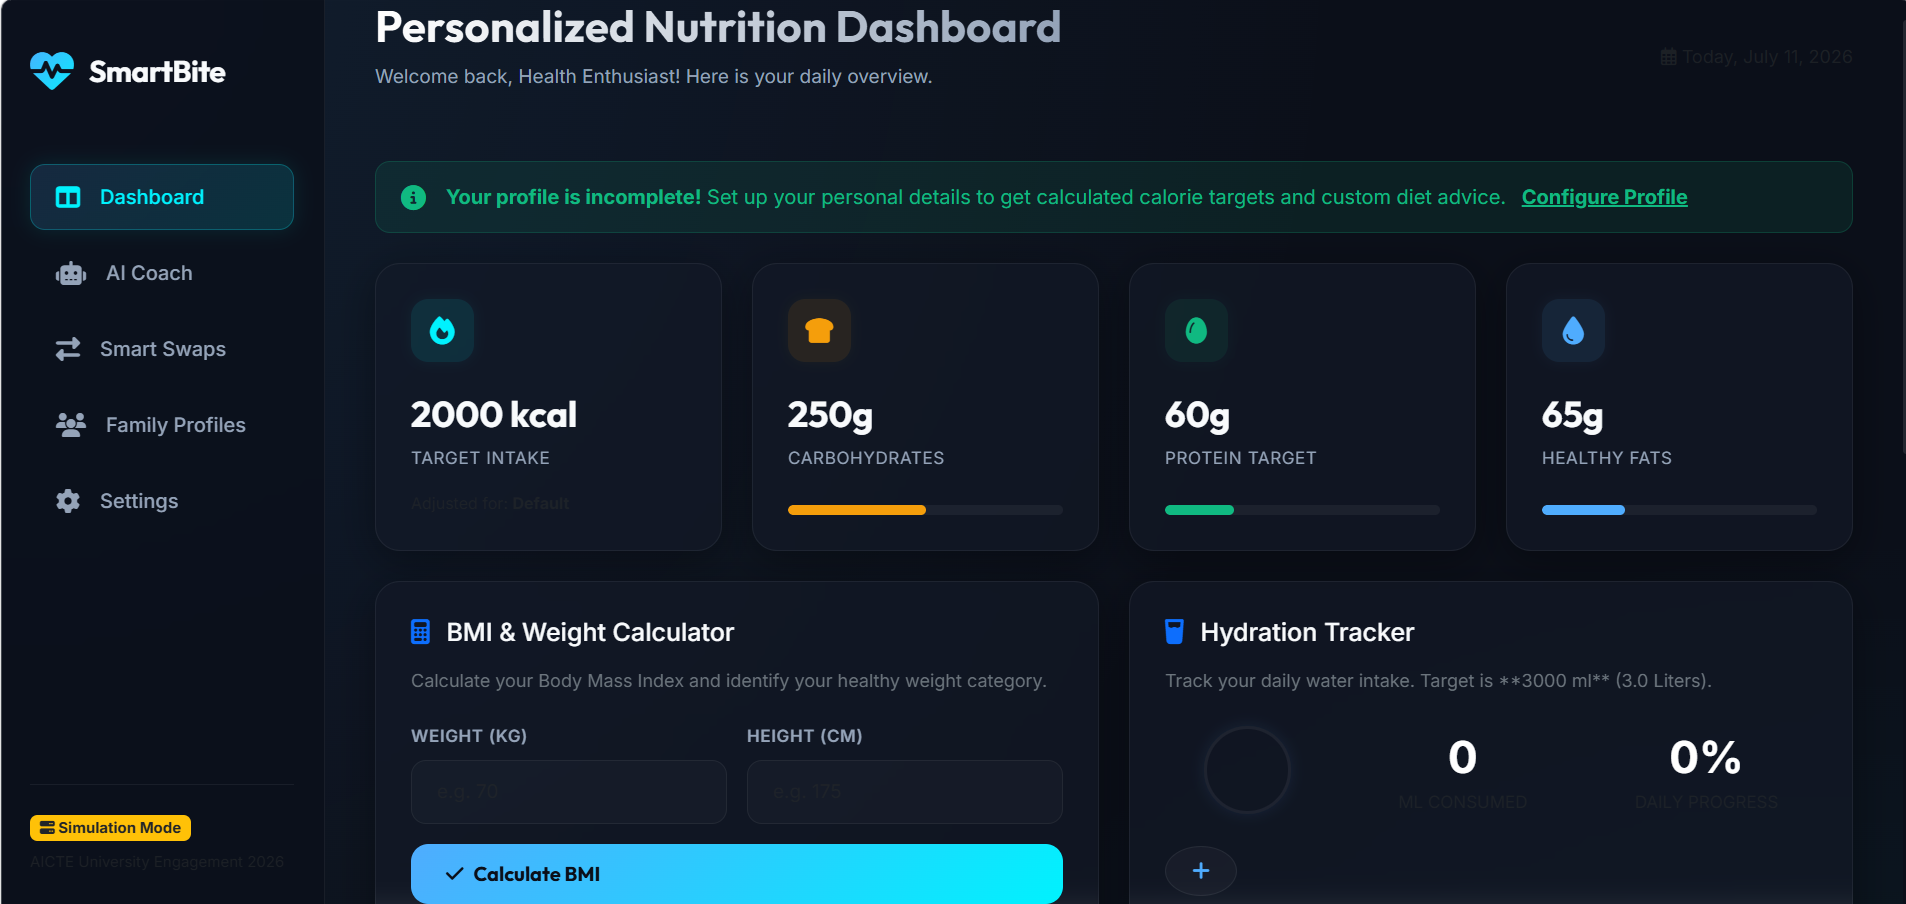 SmartBite
Dashboard
AI Coach
Smart Swaps
Family Profiles
Settings
Simulation Mode
AICTE University Engagement 2026
Personalized Nutrition Dashboard
Welcome back, Health Enthusiast! Here is your daily overview.
Today, July 11, 2026
Your profile is incomplete! Set up your personal details to get calculated calorie targets and custom diet advice. Configure Profile
2000 kcal
TARGET INTAKE
Adjusted for: Default
250g
CARBOHYDRATES
60g
PROTEIN TARGET
65g
HEALTHY FATS
BMI & Weight Calculator
Calculate your Body Mass Index and identify your healthy weight category.
WEIGHT (KG)
HEIGHT (CM)
e.g. 70
e.g. 175
Calculate BMI
Hydration Tracker
Track your daily water intake. Target is **3000 ml** (3.0 Liters).
0
ML CONSUMED
0%
DAILY PROGRESS
+